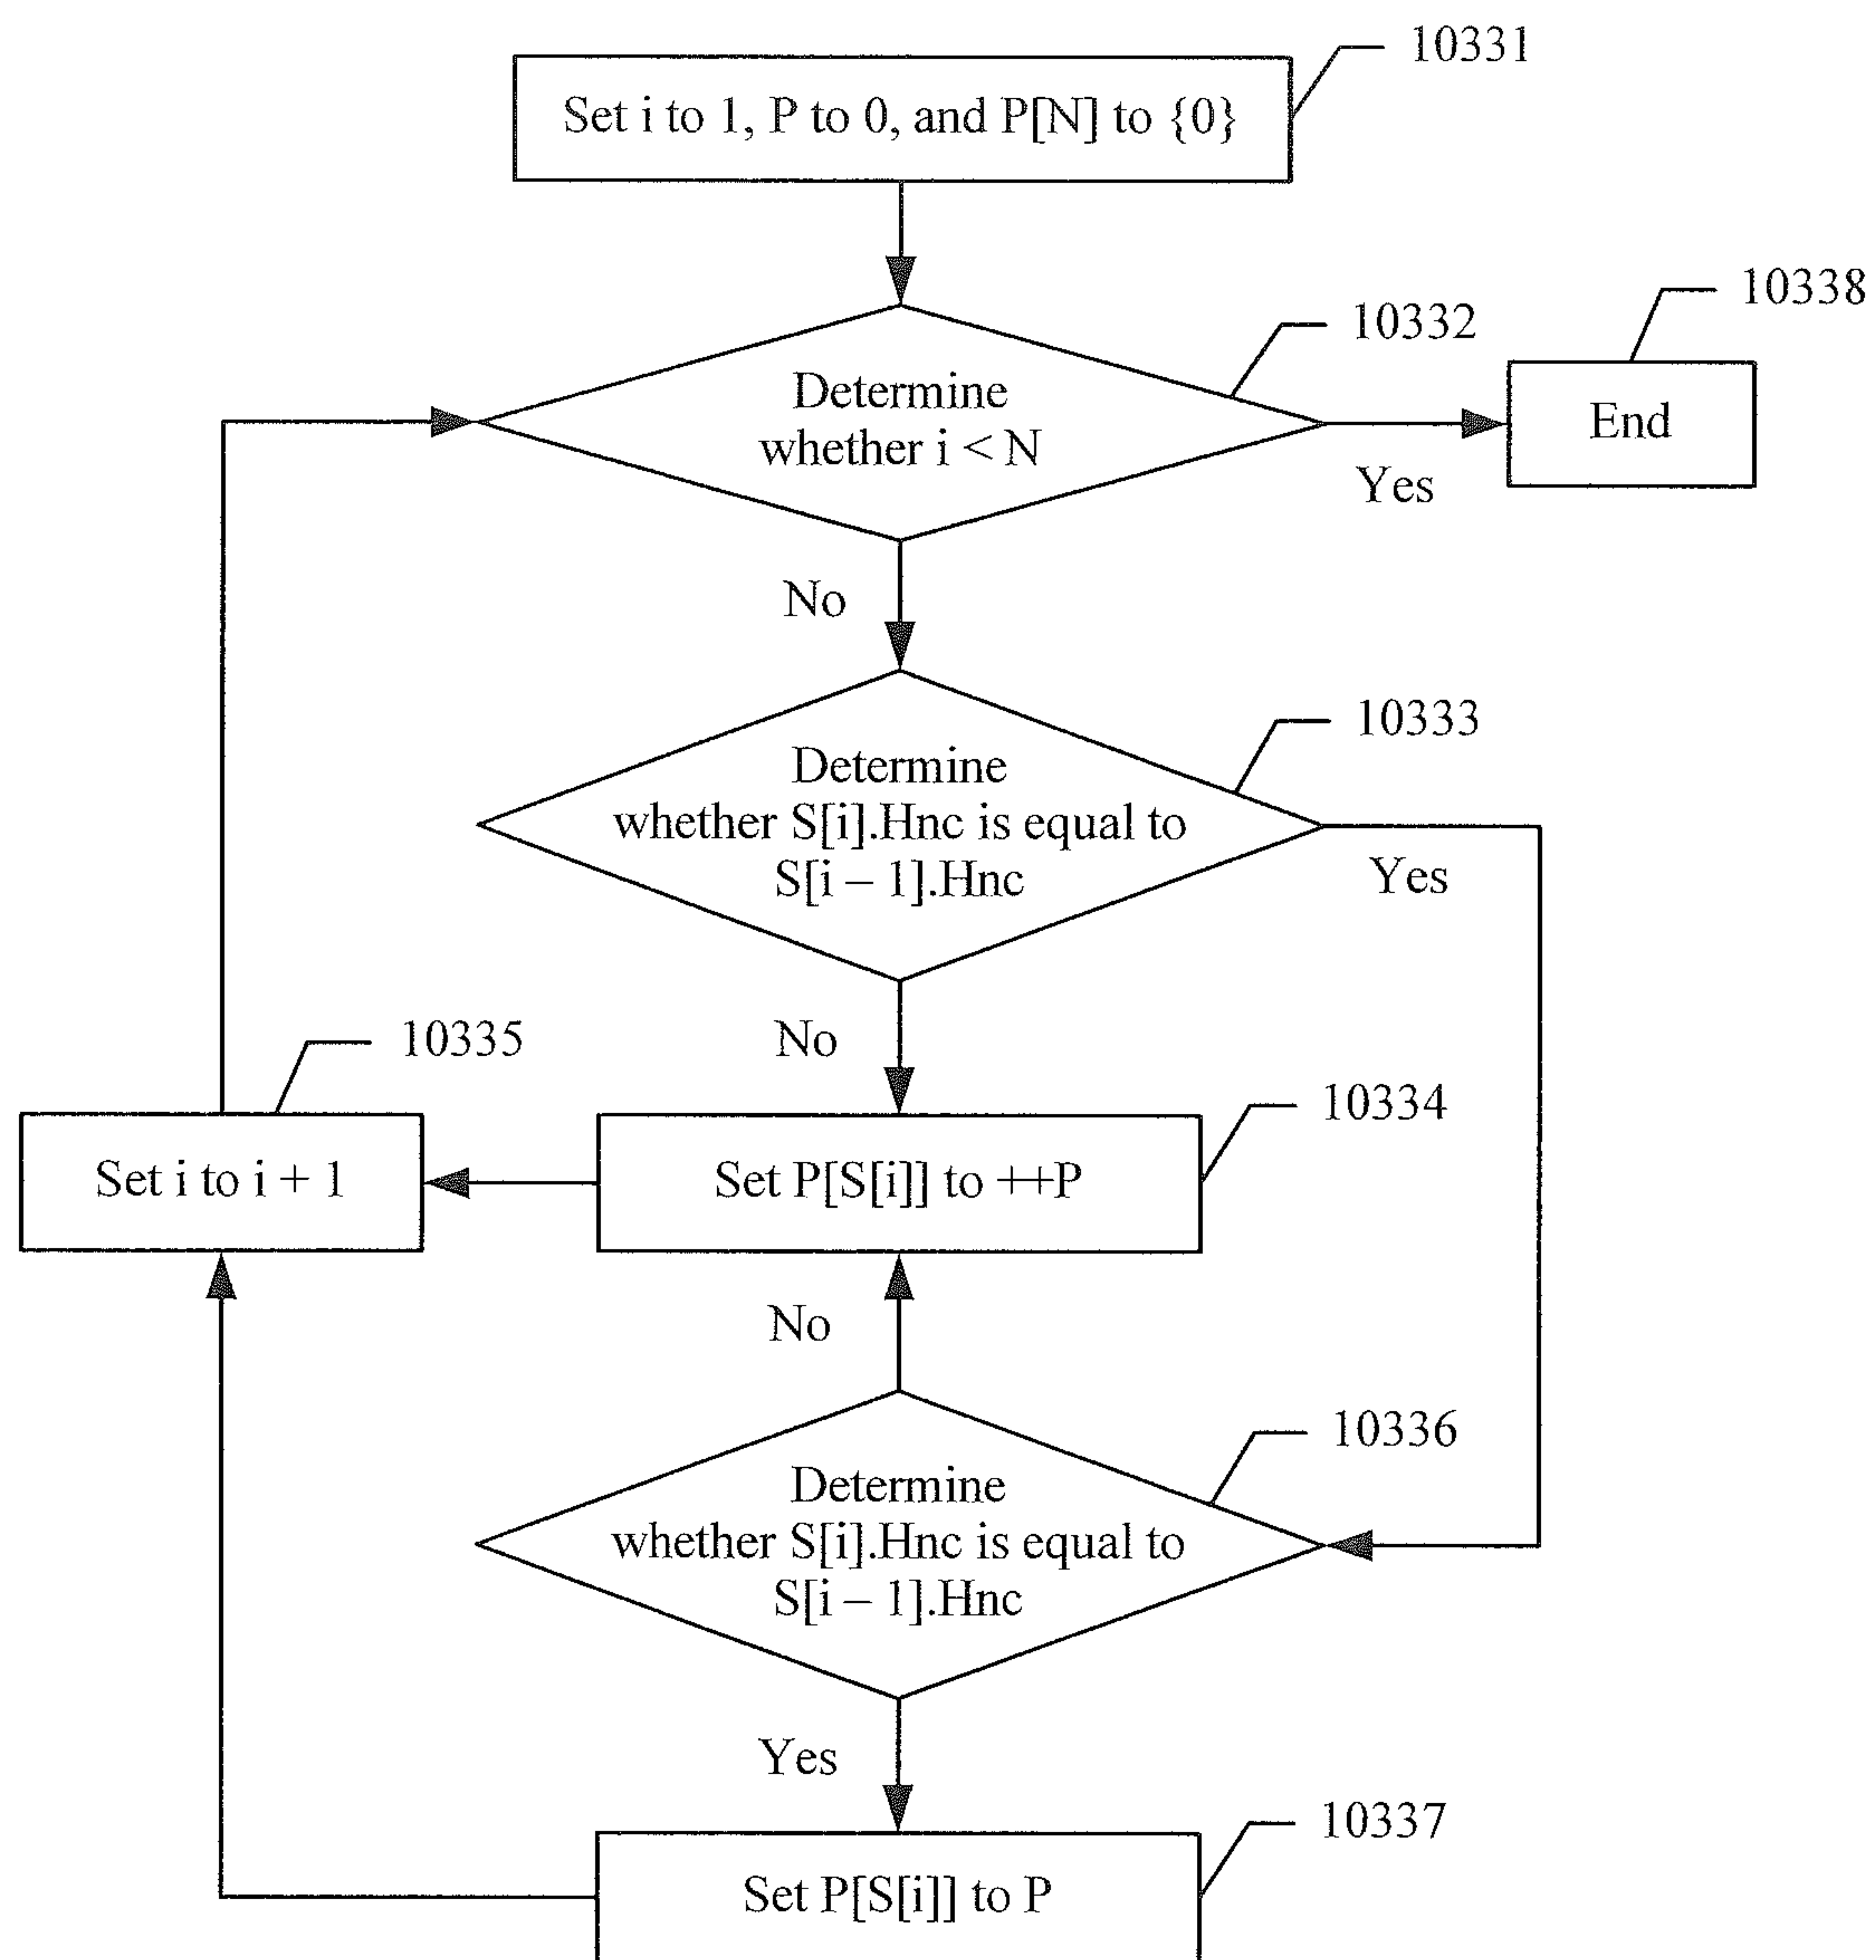 10331
Set i to 1, P to 0, and P[N] to {0}
10338
10332
Determine
whether i < N
End
Yes
No
10333
Determine
whether S[i].Hnc is equal to
S[i – 1].Hnc
Yes
No
10335
10334
Set i to i + 1
Set P[S[i]] to ++P
No
10336
Determine
whether S[i].Hnc is equal to
S[i – 1].Hnc
Yes
10337
Set P[S[i]] to P